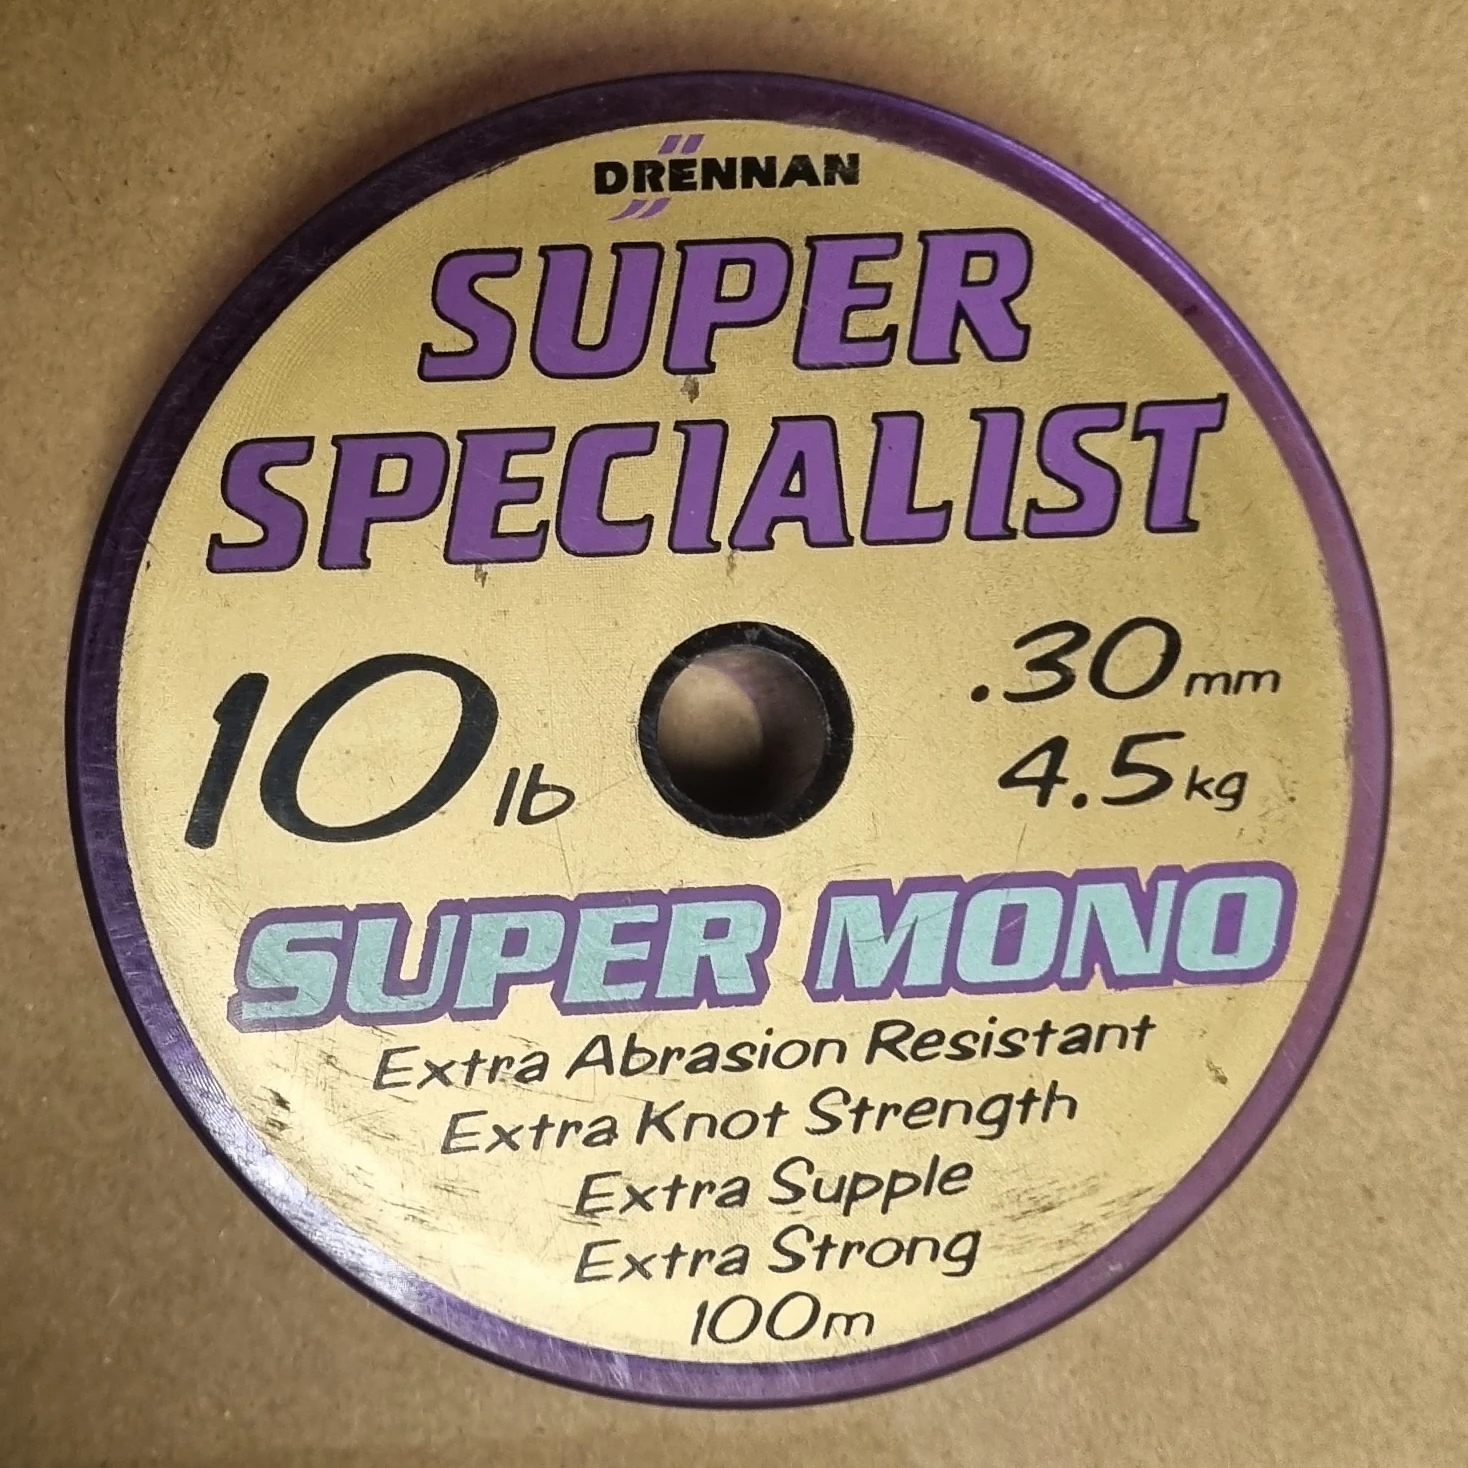 DRENNAN
SUPER
SPECIALIST
10 lb
.30 mm
4.5 kg
SUPER MONO
Extra Abrasion Resistant
Extra Knot Strength
Extra Supple
Extra Strong
100m